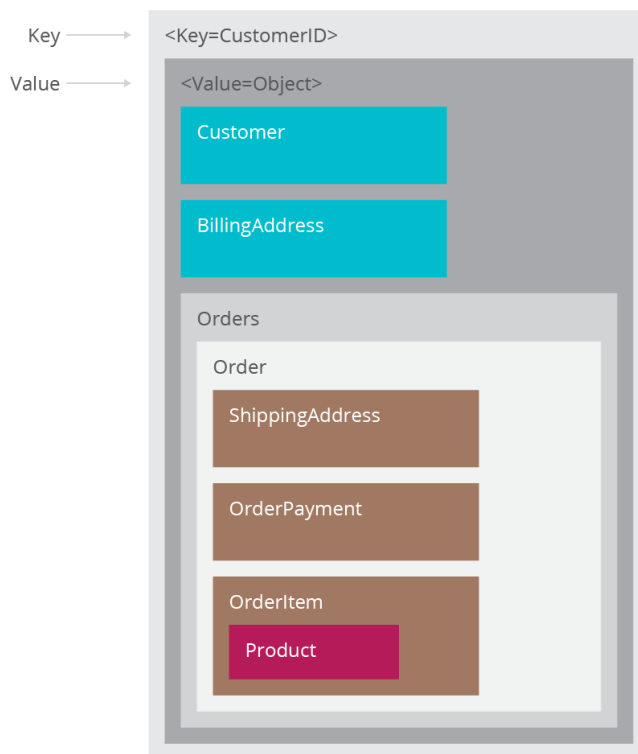 Key
<Key=CustomerID>
Value
<Value=Object>
Customer
BillingAddress
Orders
Order
ShippingAddress
OrderPayment
OrderItem
Product